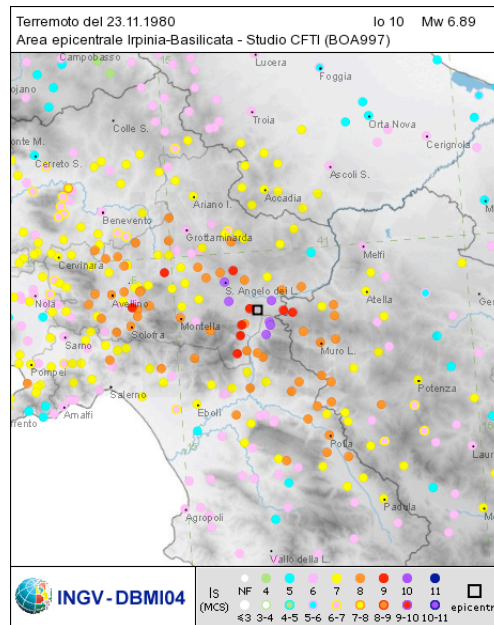 Terremoto del 23.11.1980 Io 10 Mw 6.89
Area epicentrale Irpinia-Basilicata - Studio CFTI (BOA997)
Campobasso
Lucera
Foggia
ojano
Troia
Orta Nova
Colle S.
Cerignola
onte M.
Cerreto S.
Ascoli S.
Ariano I.
Accadia
Benevento
Grottaminarda
41
Melfi
Cervinara
S. Angelo dei L.
Atella
Nola
Avellino
Solofra
Montella
Sarno
Muro L.
Pompei
Potenza
Salerno
Eboli
Amalfi
Polla
Laur
Padula
Agropoli
Vallo della L.
INGV-DBMI04
Is NF 4 5 6 7 8 9 10 11
(MCS) ≤3 3-4 4-5 5-6 6-7 7-8 8-9 9-10 10-11
epicentr